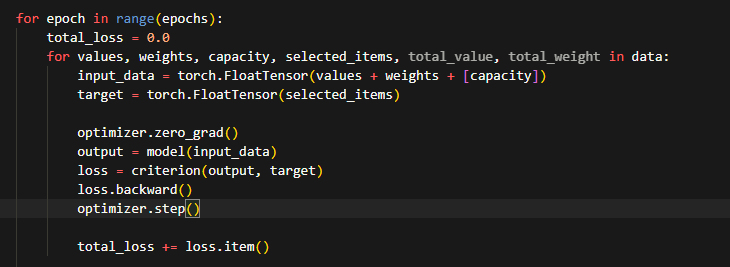 for epoch in range(epochs):
    total_loss = 0.0
    for values, weights, capacity, selected_items, total_value, total_weight in data:
        input_data = torch.FloatTensor(values + weights + [capacity])
        target = torch.FloatTensor(selected_items)

        optimizer.zero_grad()
        output = model(input_data)
        loss = criterion(output, target)
        loss.backward()
        optimizer.step()

        total_loss += loss.item()